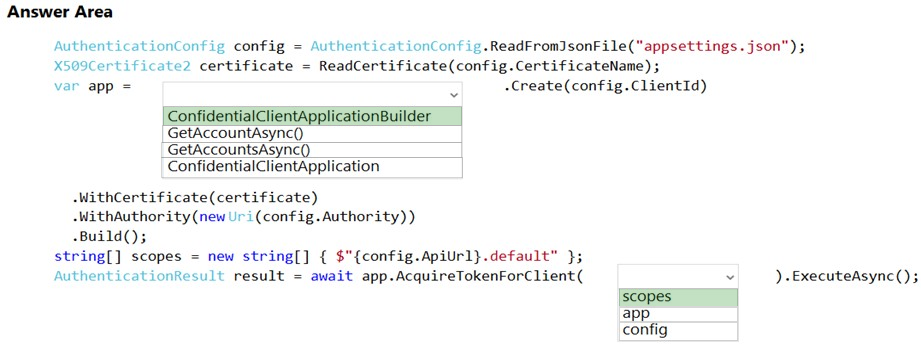 Answer Area
AuthenticationConfig config = AuthenticationConfig.ReadFromJsonFile("appsettings.json");
X509Certificate2 certificate = ReadCertificate(config.CertificateName);
var app = .Create(config.ClientId)
ConfidentialClientApplicationBuilder
GetAccountAsync()
GetAccountsAsync()
ConfidentialClientApplication
.WithCertificate(certificate)
.WithAuthority(new Uri(config.Authority))
.Build();
string[] scopes = new string[] { $"{config.ApiUrl}.default" };
AuthenticationResult result = await app.AcquireTokenForClient( ).ExecuteAsync();
scopes
app
config